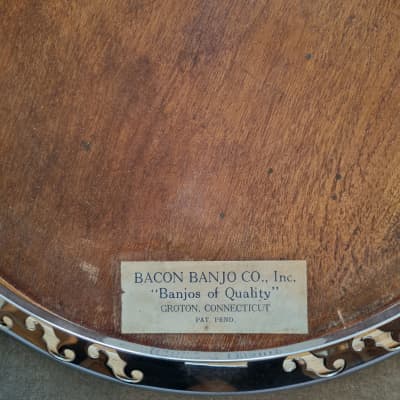 BACON BANJO CO., Inc.
"Banjos of Quality"
GROTON, CONNECTICUT
PAT. PEND.